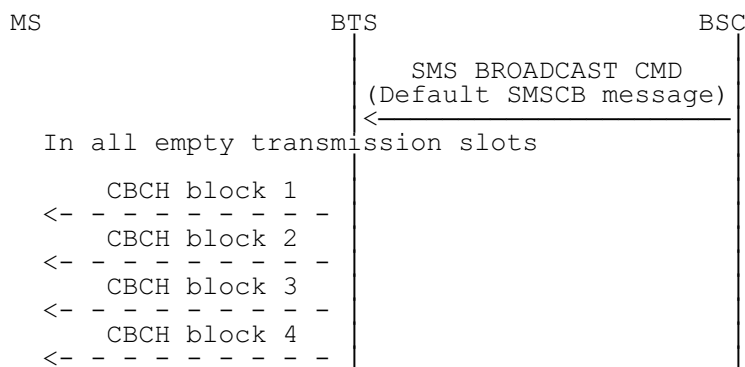 MS BTS BSC
SMS BROADCAST CMD
(Default SMSCB message)
In all empty transmission slots
CBCH block 1
CBCH block 2
CBCH block 3
CBCH block 4